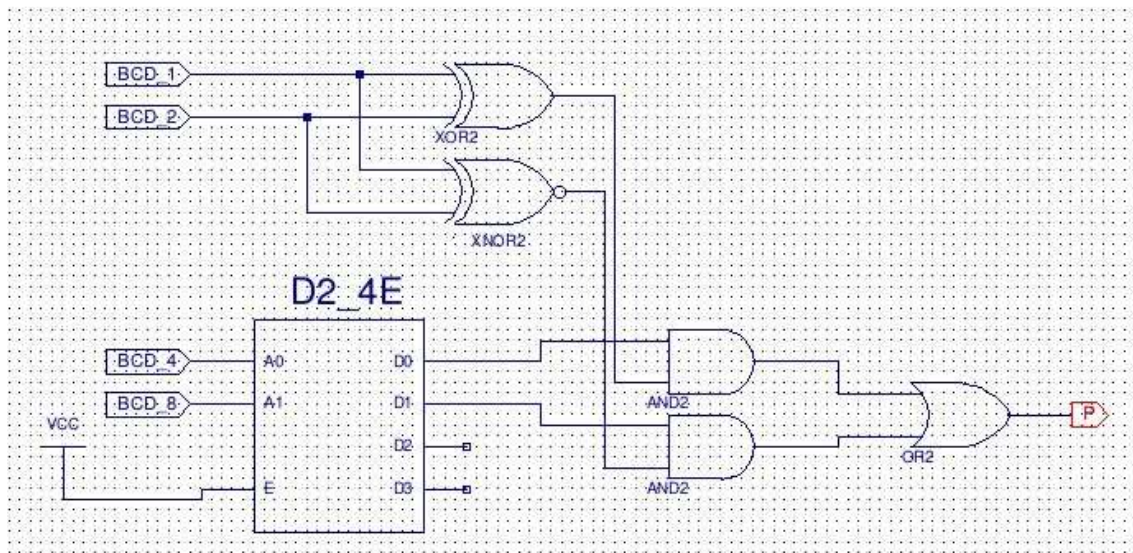 BCD_1
BCD_2
XOR2
XNOR2
D2_4E
BCD_4
A0
D0
BCD_8
A1
D1
AND2
P
VCC
D2
OR2
E
D3
AND2